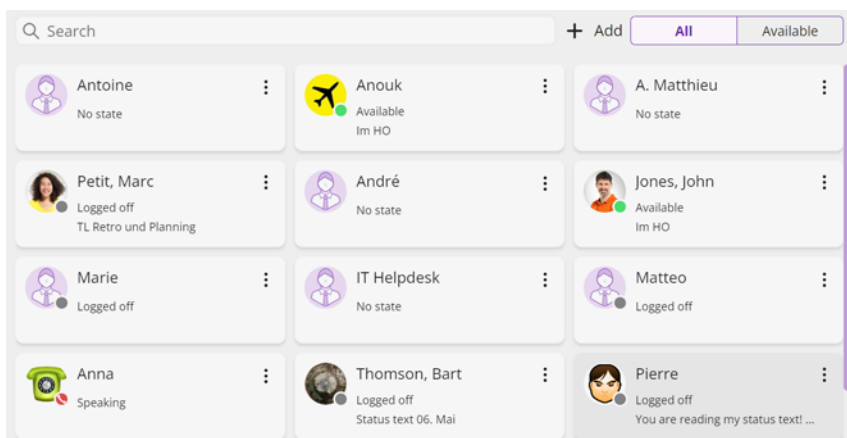 Search
Add
All
Available
Antoine
No state
Anouk
Available
Im HO
A. Matthieu
No state
Petit, Marc
Logged off
TL Retro und Planning
André
No state
Jones, John
Available
Im HO
Marie
Logged off
IT Helpdesk
No state
Matteo
Logged off
Anna
Speaking
Thomson, Bart
Logged off
Status text 06. Mai
Pierre
Logged off
You are reading my status text! ...